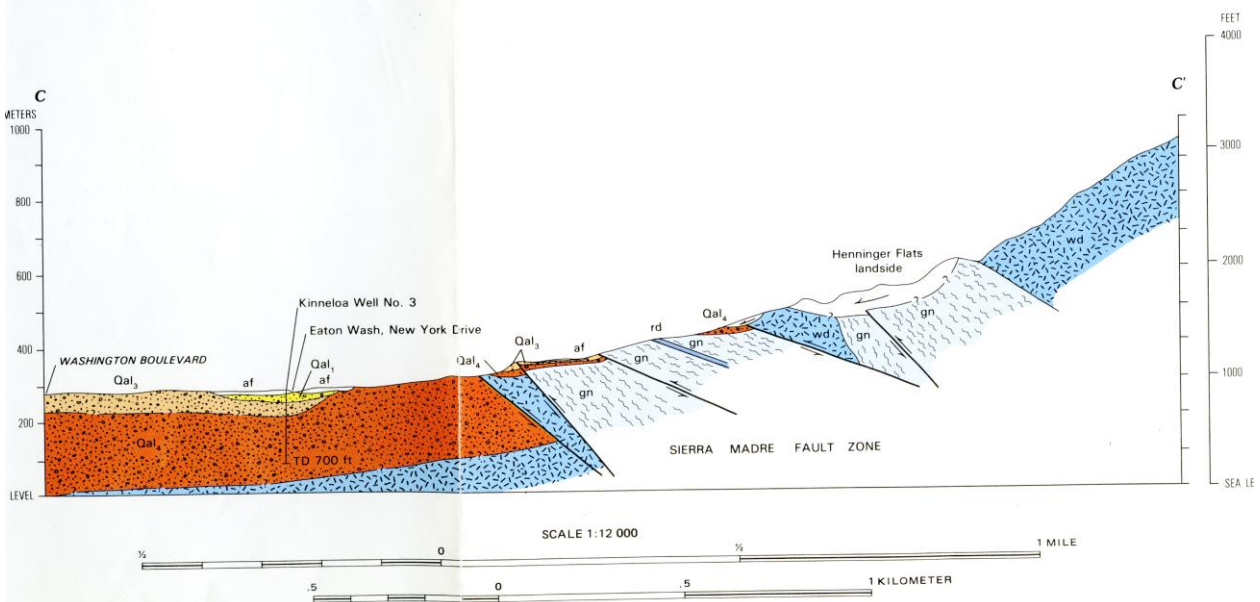 FEET
4000
C
C'
METERS
1000
3000
800
wd
Henninger Flats
landside
2000
600
Kinneloa Well No. 3
Qal4
gn
Eaton Wash, New York Drive
rd
wd
gn
Qal3
gn
gn
400
WASHINGTON BOULEVARD
Qal1
Qal4
af
Qal3
af
af
gn
1000
200
Qal
SIERRA MADRE FAULT ZONE
TD 700 ft
LEVEL
SEA LE
SCALE 1:12 000
½
0
½
1 MILE
.5
0
.5
1 KILOMETER